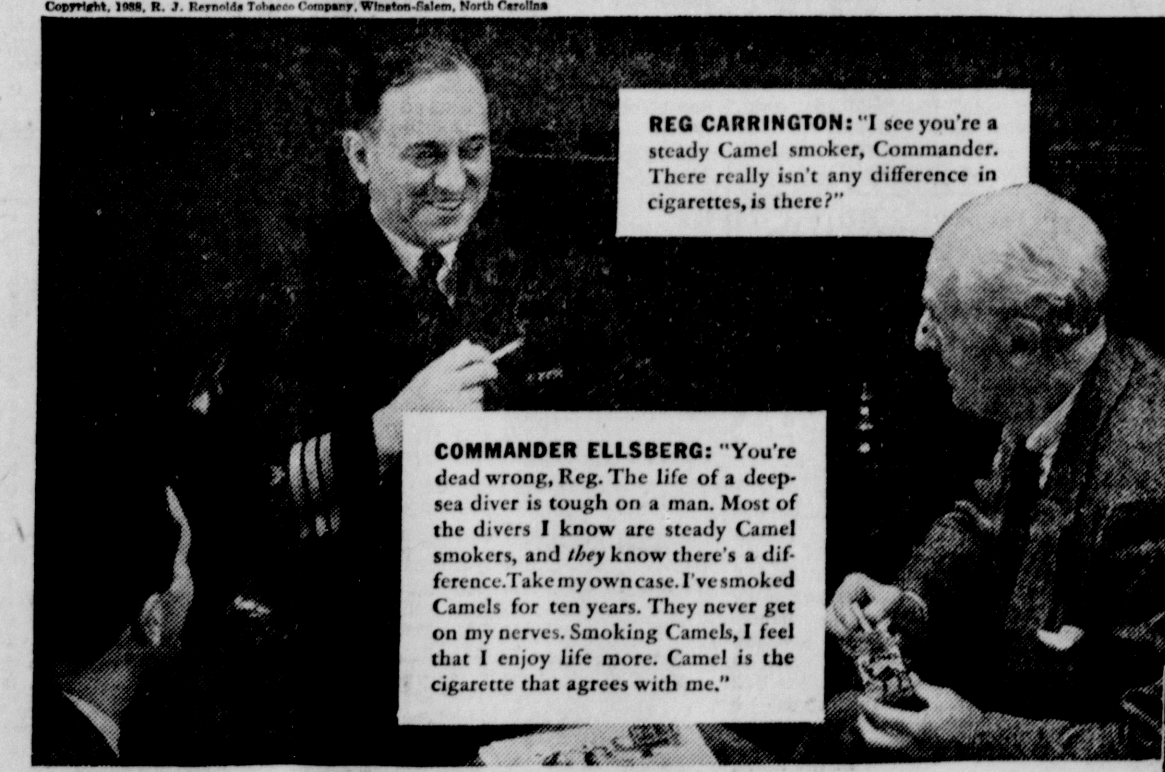 Copyright, 1938, R. J. Reynolds Tobacco Company, Winston-Salem, North Carolina
REG CARRINGTON: "I see you're a
steady Camel smoker, Commander.
There really isn't any difference in
cigarettes, is there?"
COMMANDER ELLSBERG: "You're
dead wrong, Reg. The life of a deep-
sea diver is tough on a man. Most of
the divers I know are steady Camel
smokers, and they know there's a dif-
ference. Take my own case. I've smoked
Camels for ten years. They never get
on my nerves. Smoking Camels, I feel
that I enjoy life more. Camel is the
cigarette that agrees with me."